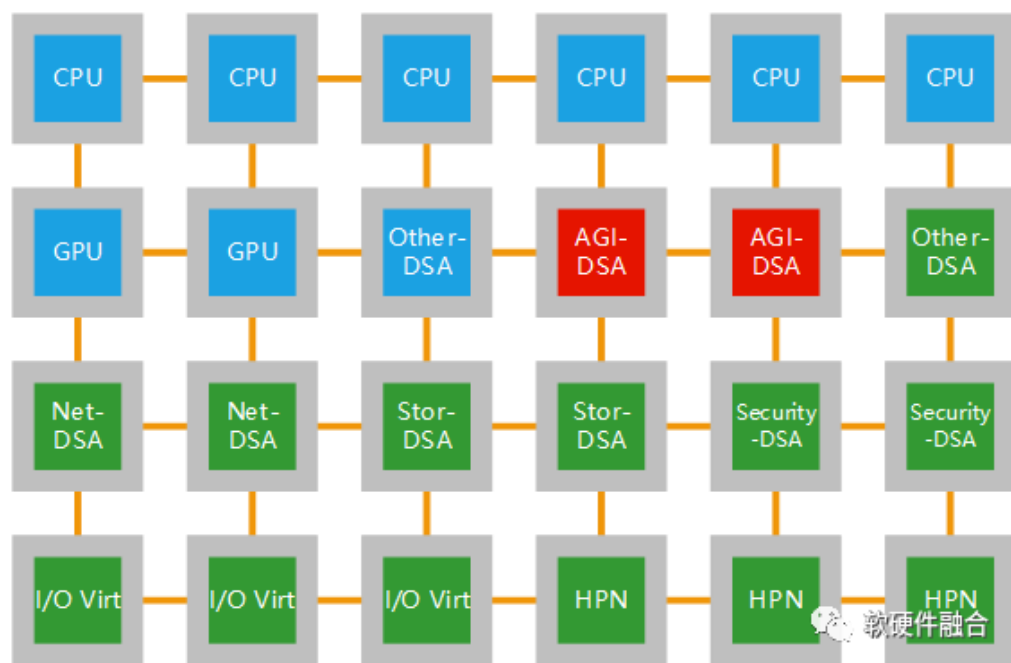 CPU CPU CPU CPU CPU CPU
GPU GPU Other- AGI- AGI- Other-
DSA DSA DSA DSA
Net- Net- Stor- Stor- Security Security
DSA DSA DSA DSA -DSA -DSA
I/O Virt I/O Virt I/O Virt HPN HPN HPN
软硬件融合